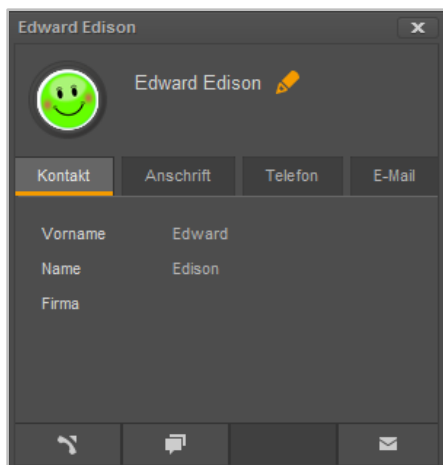 Edward Edison
Edward Edison
Kontakt Anschrift Telefon E-Mail
Vorname Edward
Name Edison
Firma